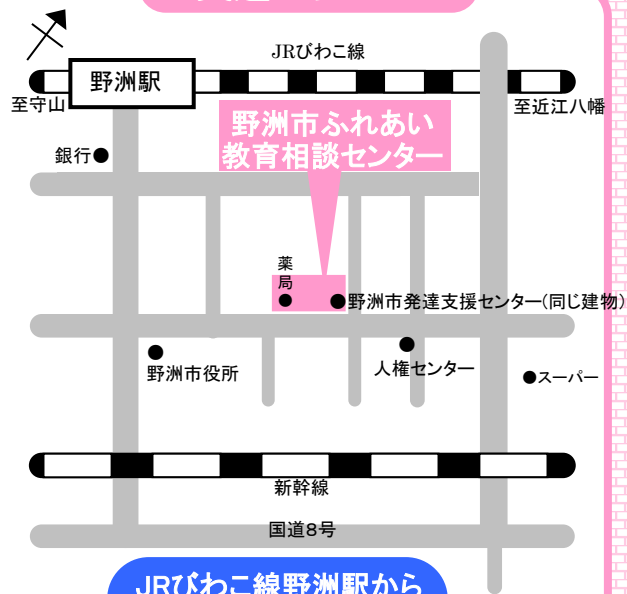 JRびわこ線
野洲駅
至守山
至近江八幡
野洲市ふれあい
教育相談センター
銀行●
薬局
野洲市発達支援センター(同じ建物)
野洲市役所
人権センター
●スーパー
新幹線
国道8号
JRびわこ線野洲駅から